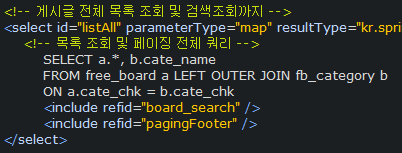 <!-- 게시글 전체 목록 조회 및 검색조회까지 -->
<select id="listAll" parameterType="map" resultType="kr.spri
<!-- 목록 조회 및 페이징 전체 쿼리 -->
SELECT a.*, b.cate_name
FROM free_board a LEFT OUTER JOIN fb_category b
ON a.cate_chk = b.cate_chk
<include refid="board_search" />
<include refid="pagingFooter" />
</select>